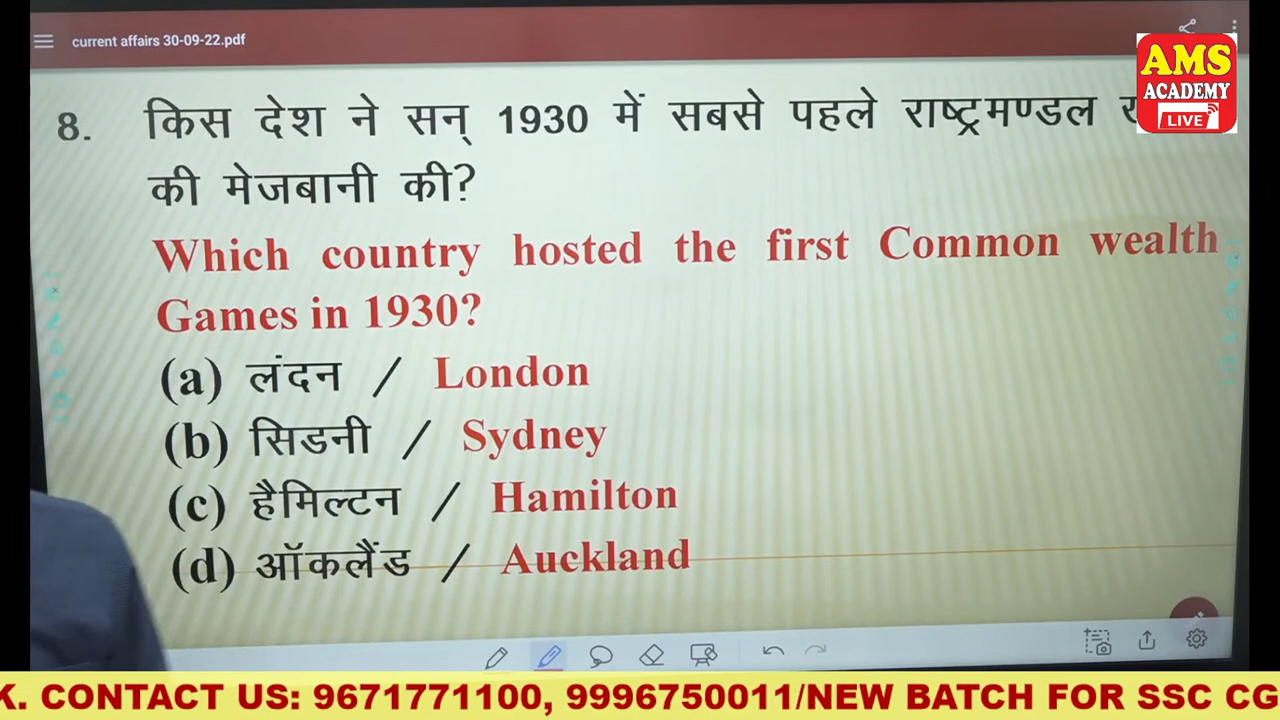 current affairs 30-09-22.pdf
AMS
ACADEMY
LIVE
8. किस देश ने सन् 1930 में सबसे पहले राष्ट्रमण्डल
की मेजबानी की?
Which country hosted the first Common wealth
Games in 1930?
(a) लंदन / London
(b) सिडनी / Sydney
(c) हैमिल्टन / Hamilton
(d) ऑकलैंड / Auckland
K. CONTACT US: 9671771100, 9996750011/NEW BATCH FOR SSC CG